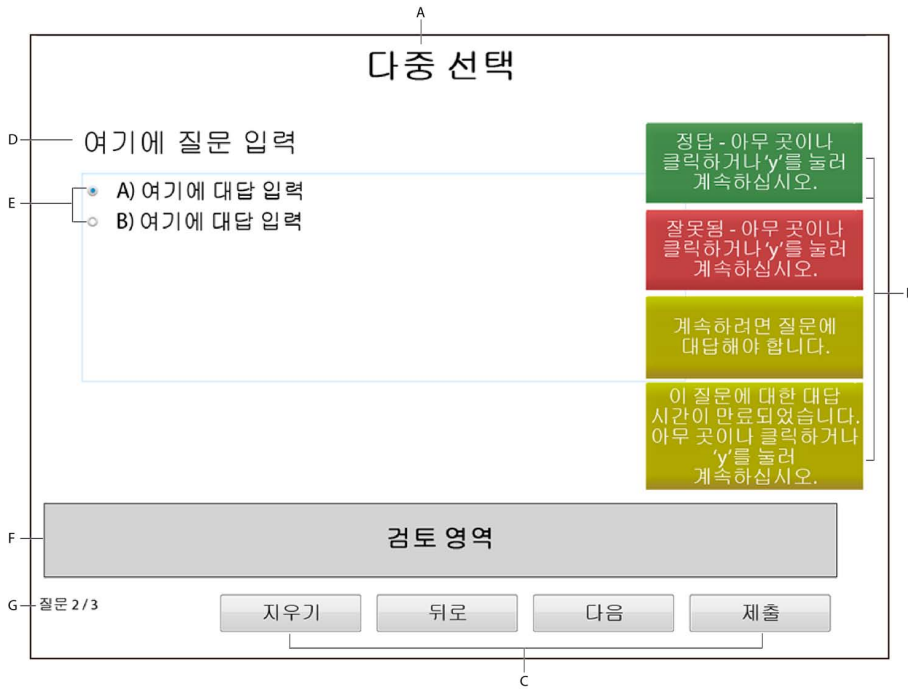 A
다중 선택
D
여기에 질문 입력
E
A) 여기에 대답 입력
B) 여기에 대답 입력
정답 - 아무 곳이나
클릭하거나 'y'를 눌러
계속하십시오.
잘못됨 - 아무 곳이나
클릭하거나 'y'를 눌러
계속하십시오.
계속하려면 질문에
대답해야 합니다.
이 질문에 대한 대답
시간이 만료되었습니다.
아무 곳이나 클릭하거나
'y'를 눌러
계속하십시오.
F
검토 영역
G
질문 2 / 3
지우기
뒤로
다음
제출
C